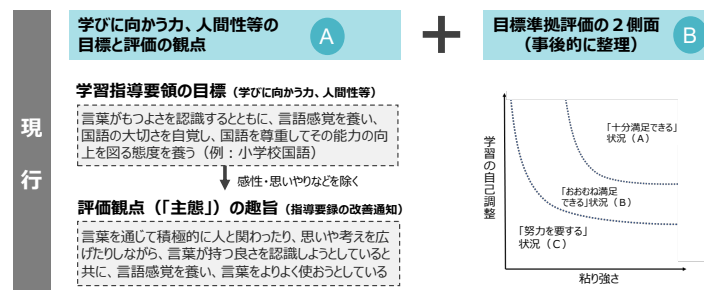 現行
学びに向かう力、人間性等の
目標と評価の観点
A
学習指導要領の目標（学びに向かう力、人間性等）
言葉がもつよさを認識するとともに、言語感覚を養い、
国語の大切さを自覚し、国語を尊重してその能力の向
上を図る態度を養う（例：小学校国語）
感性・思いやりなどを除く
評価観点（「主態」）の趣旨（指導要録の改善通知）
言葉を通じて積極的に人と関わったり、思いや考えを広
げたりしながら、言葉が持つ良さを認識しようとしていると
共に、言語感覚を養い、言葉をよりよく使おうとしている
＋
目標準拠評価の２側面
（事後的に整理）
B
学習の自己調整
「十分満足できる」
状況（A）
「おおむね満足
できる」状況（B）
「努力を要する」
状況（C）
粘り強さ